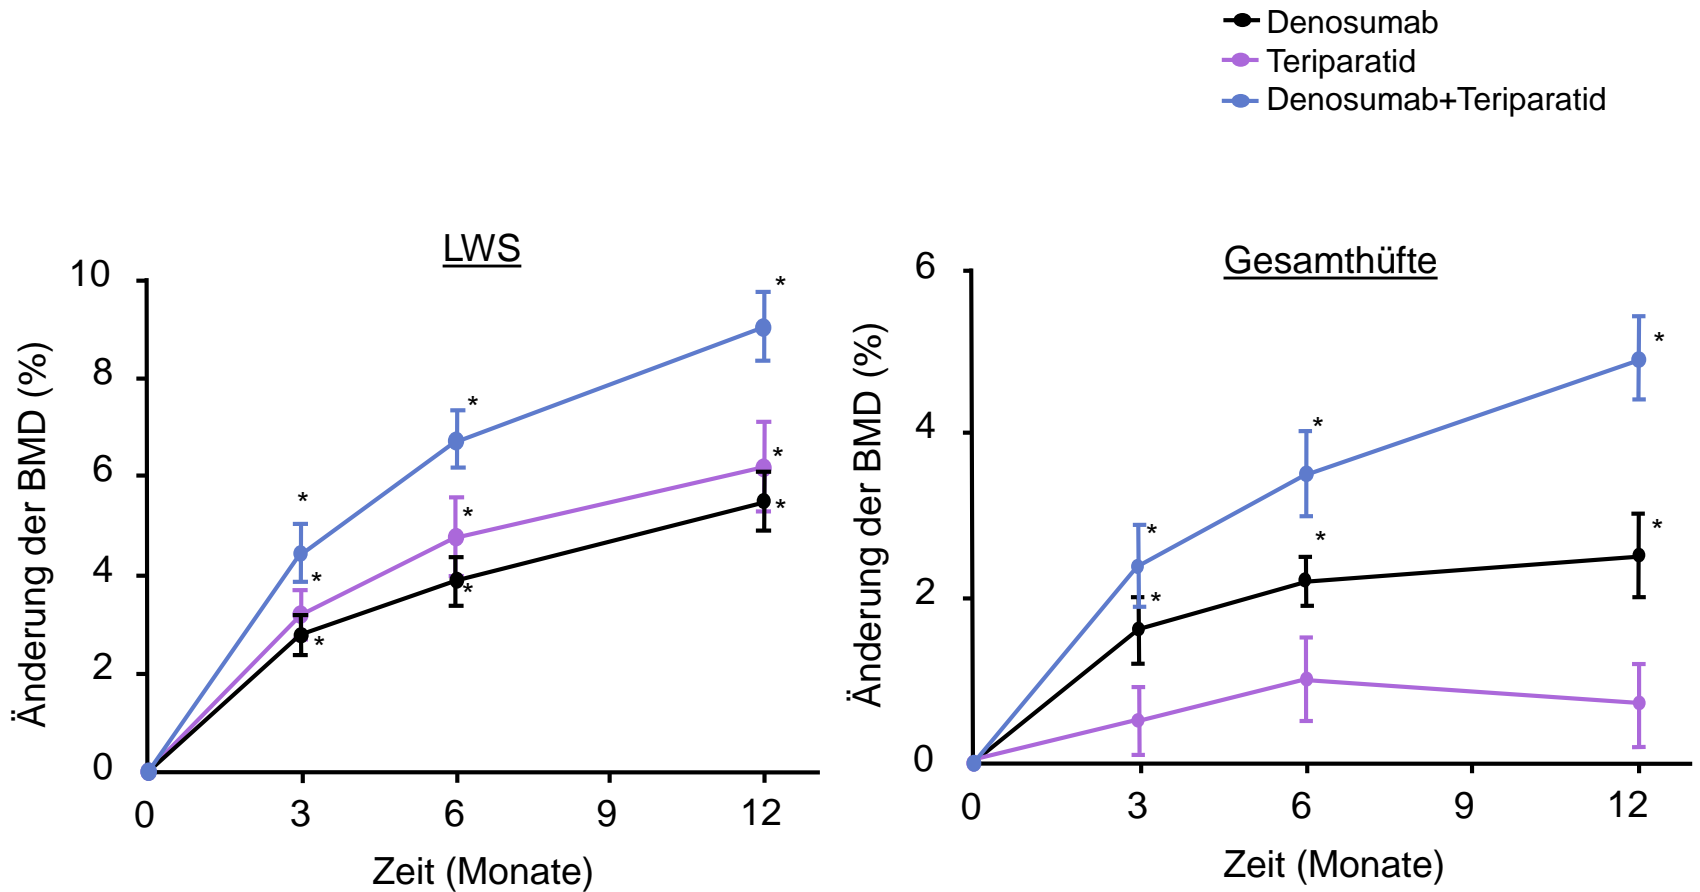 Denosumab
Teriparatid
Denosumab+Teriparatid
LWS
Änderung der BMD (%)
10
8
6
4
2
0
*
*
*
*
*
*
*
*
*
0 3 6 9 12
Zeit (Monate)
Gesamthüfte
Änderung der BMD (%)
6
4
2
0
*
*
*
*
*
*
0 3 6 9 12
Zeit (Monate)